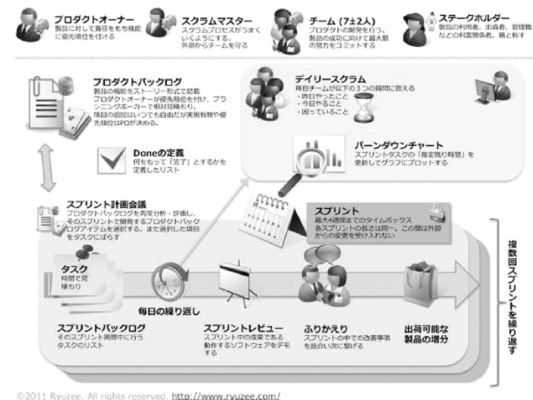 プロダクトオーナー
製品に対して責任をもち機能
に優先順位を付ける
スクラムマスター
スクラムプロセスがうまく
いくようにする。
外部からチームを守る
チーム（7±2人）
プロダクトの開発を行う。
製品の成功に向けて最大限
の努力をコミットする
ステークホルダー
製品の利用者、出資者、管理職
などの利害関係者。鶏と称す
プロダクトバックログ
製品の機能をストーリー形式で記載
プロダクトオーナーが優先順位を付け、プラ
ンニングポーカーで相対見積もり。
項目の追加はいつでも自由だが実施有無や優
先順位はPOが決める。
デイリースクラム
毎日チームが以下の３つの質問に答える
・昨日やったこと
・今日やること
・困っていること
バーンダウンチャート
スプリントタスクの「推定残り時間」を
更新してグラフにプロットする
Doneの定義
何をもって「完了」とするかを
定義したリスト
スプリント計画会議
プロダクトバックログを再度分析・評価し、
そのスプリントで開発するプロダクトバック
ログアイテムを選択する。また選択した項目
をタスクにばらす
スプリント
最大4週間までのタイムボックス
各スプリントの長さは同一。この間は外部
からの変更を受け入れない
タスク
時間で見
積もり
毎日の繰り返し
スプリントバックログ
そのスプリント期間中に行う
タスクのリスト
スプリントレビュー
スプリント中の成果である
動作するソフトウェアをデモ
する
ふりかえり
スプリントの中での改善事項
を話合い次に繋げる
出荷可能な
製品の増分
複数回スプリントを繰り返す
©2011 Ryuzee. All rights reserved. http://www.ryuzee.com/